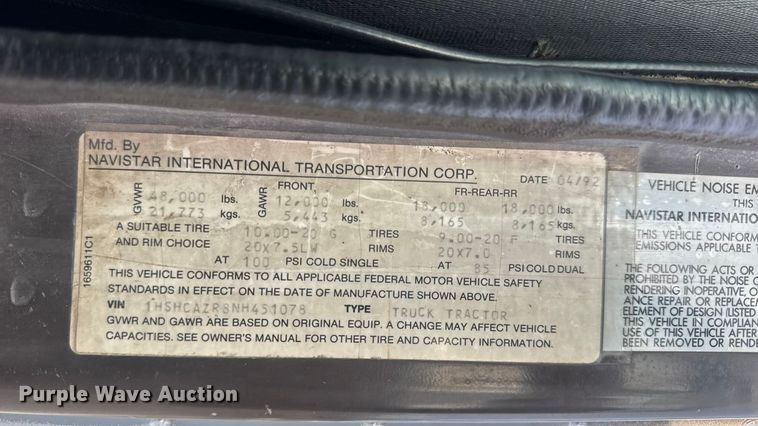 Mfd. By
NAVISTAR INTERNATIONAL TRANSPORTATION CORP. DATE 04/92
FRONT, FR-REAR-RR
GVWR 48,000 lbs. GAWR 12,000 lbs. 18,000 18,000 lbs.
21,773 kgs. 5,443 kgs. 8,165 8,165 kgs.
A SUITABLE TIRE 10.00-20 G TIRES 9.00-20 F TIRES
AND RIM CHOICE 20X7.5LW RIMS 20X7.0 RIMS
AT 100 PSI COLD SINGLE AT 85 PSI COLD DUAL
THIS VEHICLE CONFORMS TO ALL APPLICABLE FEDERAL MOTOR VEHICLE SAFETY
STANDARDS IN EFFECT ON THE DATE OF MANUFACTURE SHOWN ABOVE.
VIN 1HSHCAZR8NH451078 TYPE TRUCK TRACTOR
GVWR AND GAWR ARE BASED ON ORIGINAL EQUIP. A CHANGE MAY AFFECT VEHICLE
CAPACITIES. SEE OWNER'S MANUAL FOR OTHER TIRE AND CAPACITY INFORMATION.
1659611C1
VEHICLE NOISE EM
THIS
NAVISTAR INTERNATIO
THIS VEHICLE CONFORM
EMISSIONS APPLICABLE T
THE FOLLOWING ACTS OR
PROHIBITED BY THE NOISE C
RENDERING INOPERATIVE, O
ANCE REPAIR OR REPLACEM
ELEMENT OF DESIGN (LISTED
THIS VEHICLE IN COMPLIAN
USE OF THIS VEHICLE AFTER
BEEN REMOVED OR RENDE
Purple Wave Auction